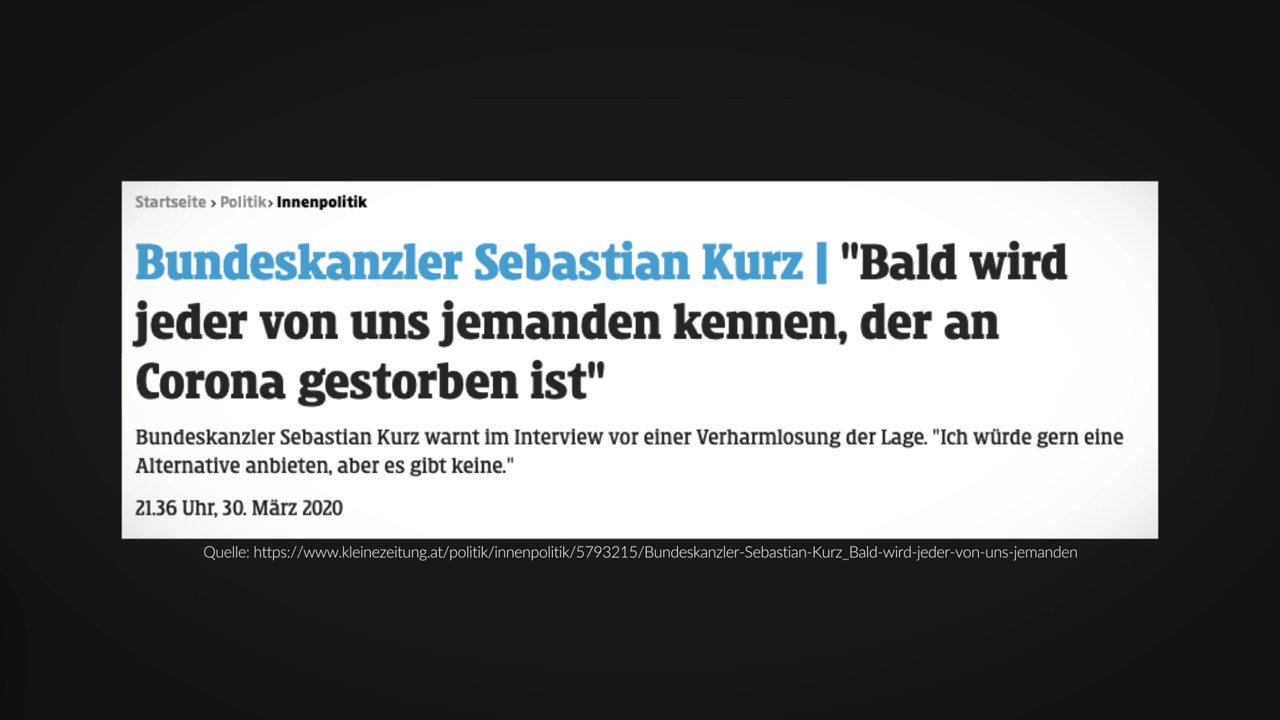 Startseite › Politik› Innenpolitik
Bundeskanzler Sebastian Kurz | "Bald wird
jeder von uns jemanden kennen, der an
Corona gestorben ist"
Bundeskanzler Sebastian Kurz warnt im Interview vor einer Verharmlosung der Lage. "Ich würde gern eine
Alternative anbieten, aber es gibt keine."
21.36 Uhr, 30. März 2020
Quelle: https://www.kleinezeitung.at/politik/innenpolitik/5793215/Bundeskanzler-Sebastian-Kurz_Bald-wird-jeder-von-uns-jemanden